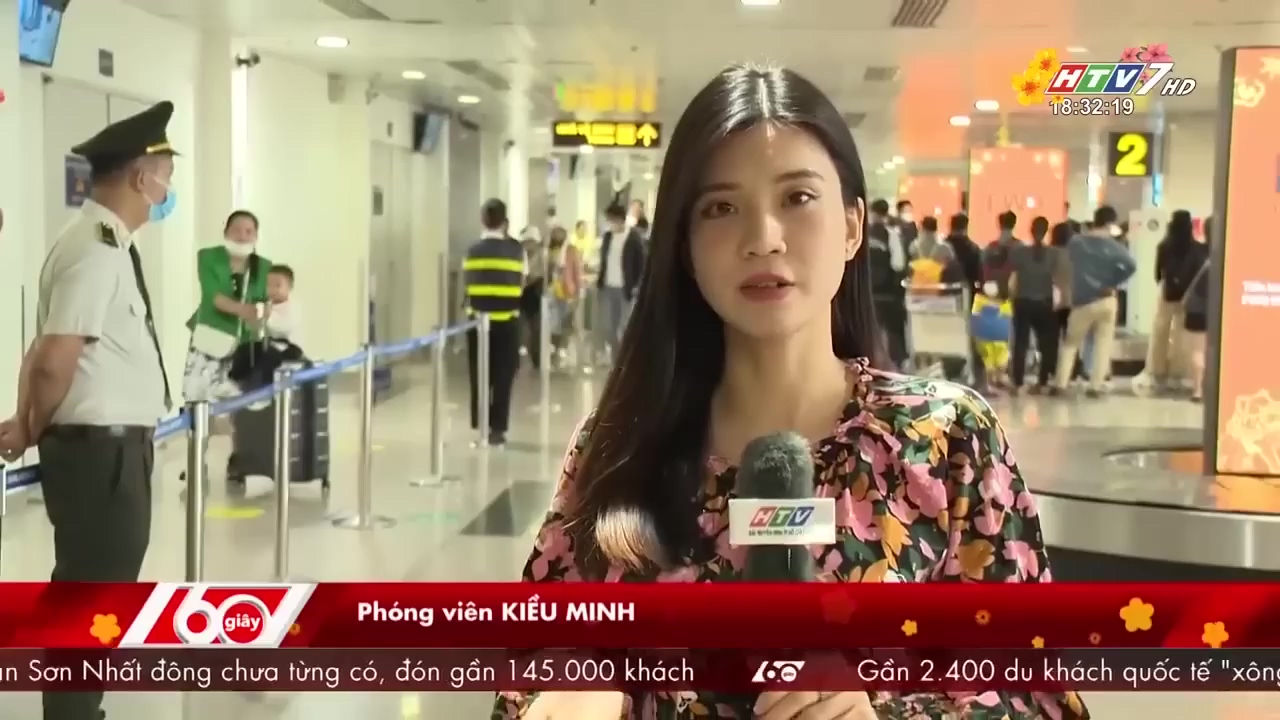 HTV7 HD
18:32:19
2
HTV
60 giây
Phóng viên KIỀU MINH
Sơn Nhất đông chưa từng có, đón gần 145.000 khách
60
Gần 2.400 du khách quốc tế "xông